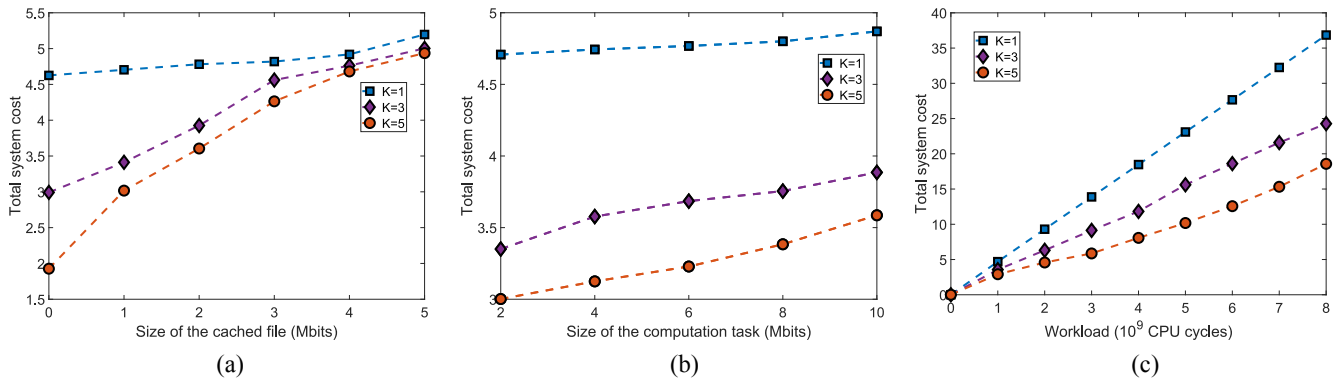 5.5
5
4.5
4
3.5
3
2.5
2
1.5
Total system cost
K=1
K=3
K=5
0 1 2 3 4 5
Size of the cached file (Mbits)
(a)
5
4.5
4
3.5
3
Total system cost
K=1
K=3
K=5
2 4 6 8 10
Size of the computation task (Mbits)
(b)
40
35
30
25
20
15
10
5
0
Total system cost
K=1
K=3
K=5
0 1 2 3 4 5 6 7 8
Workload (10⁹ CPU cycles)
(c)